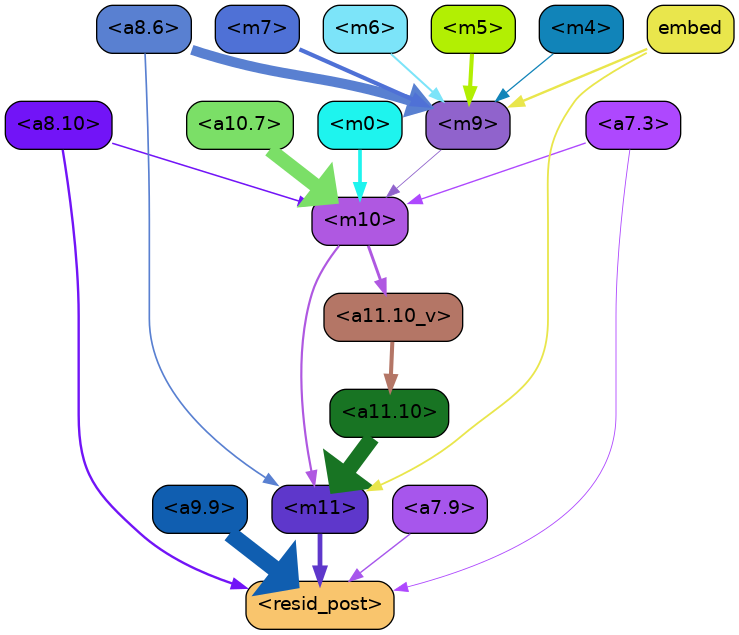 <a8.6> <m7> <m6> <m5> <m4> embed
<a8.10> <a10.7> <m0> <m9> <a7.3>
<m10>
<a11.10_v>
<a11.10>
<a9.9> <m11> <a7.9>
<resid_post>